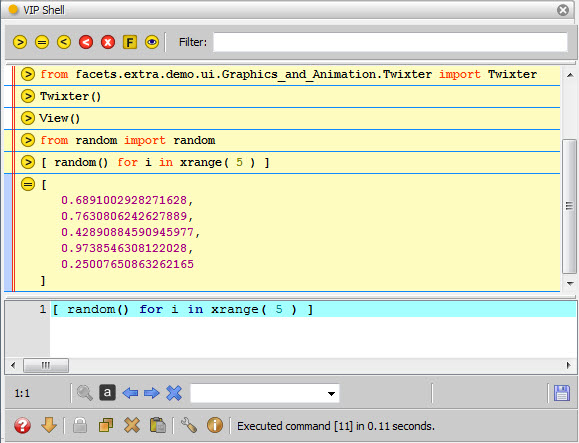 VIP Shell
> = < < x F Filter:
> from facets.extra.demo.ui.Graphics_and_Animation.Twixter import Twixter
> Twixter()
> View()
> from random import random
> [ random() for i in xrange( 5 ) ]
= [
0.6891002928271628,
0.7630806242627889,
0.42890884590945977,
0.9738546308122028,
0.25007650863262165
]
1 [ random() for i in xrange( 5 ) ]
1:1 a
? i Executed command [11] in 0.11 seconds.